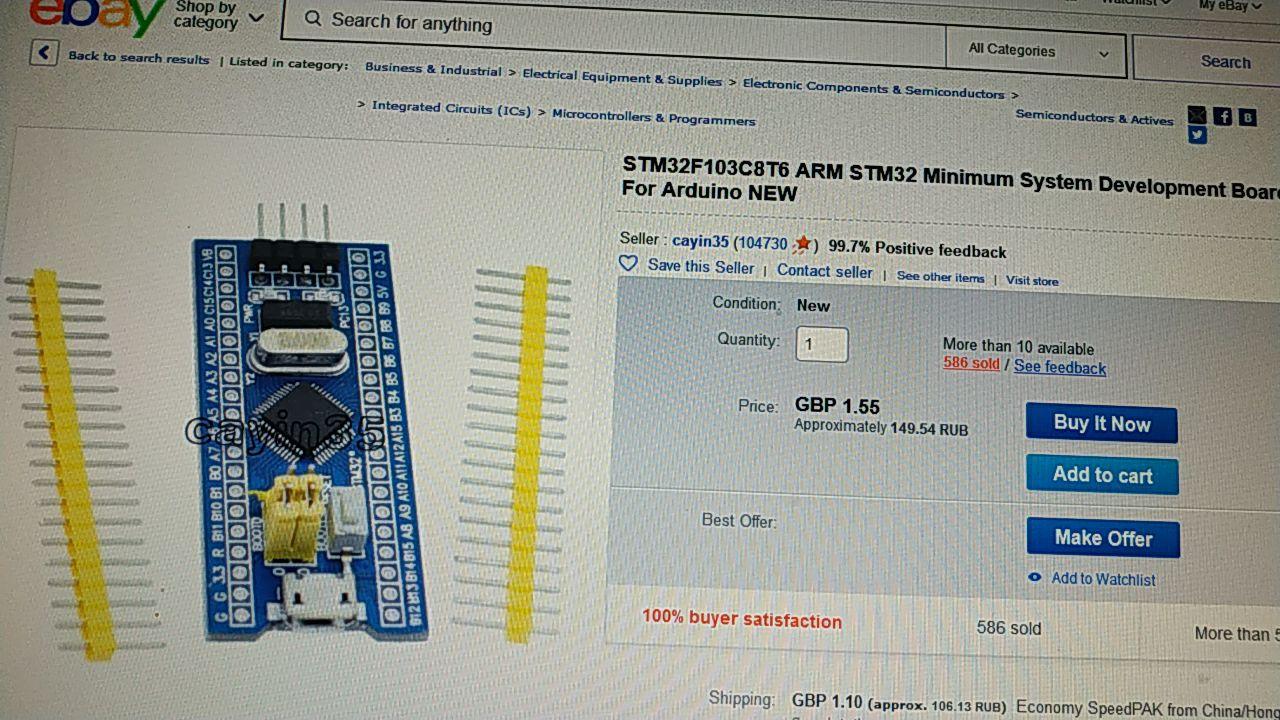 ebay
Shop by
category
Search for anything
All Categories
Search
My eBay
Back to search results | Listed in category:
Business & Industrial > Electrical Equipment & Supplies > Electronic Components & Semiconductors >
Semiconductors & Actives
> Integrated Circuits (ICs) > Microcontrollers & Programmers
STM32F103C8T6 ARM STM32 Minimum System Development Boar
For Arduino NEW
Seller : cayin35 (104730 ) 99.7% Positive feedback
Save this Seller | Contact seller | See other items | Visit store
Condition: New
Quantity: 1
More than 10 available
586 sold / See feedback
Price: GBP 1.55
Approximately 149.54 RUB
Buy It Now
Add to cart
Best Offer:
Make Offer
Add to Watchlist
100% buyer satisfaction
586 sold
More than 5
Shipping: GBP 1.10 (approx. 106.13 RUB) Economy SpeedPAK from China/Hong
cayin35
G G 3.3 R B11 B10 B1 B0 A7 A6 A5 A4 A3 A2 A1 A0 C15 C14 C13 VB
PWR
PC13
Y2
BOOT0
B12 B13 B14 B15 A8 A9 A10 A11 A12 A15 B3 B4 B5 B6 B7 B8 B9 5V G 3.3